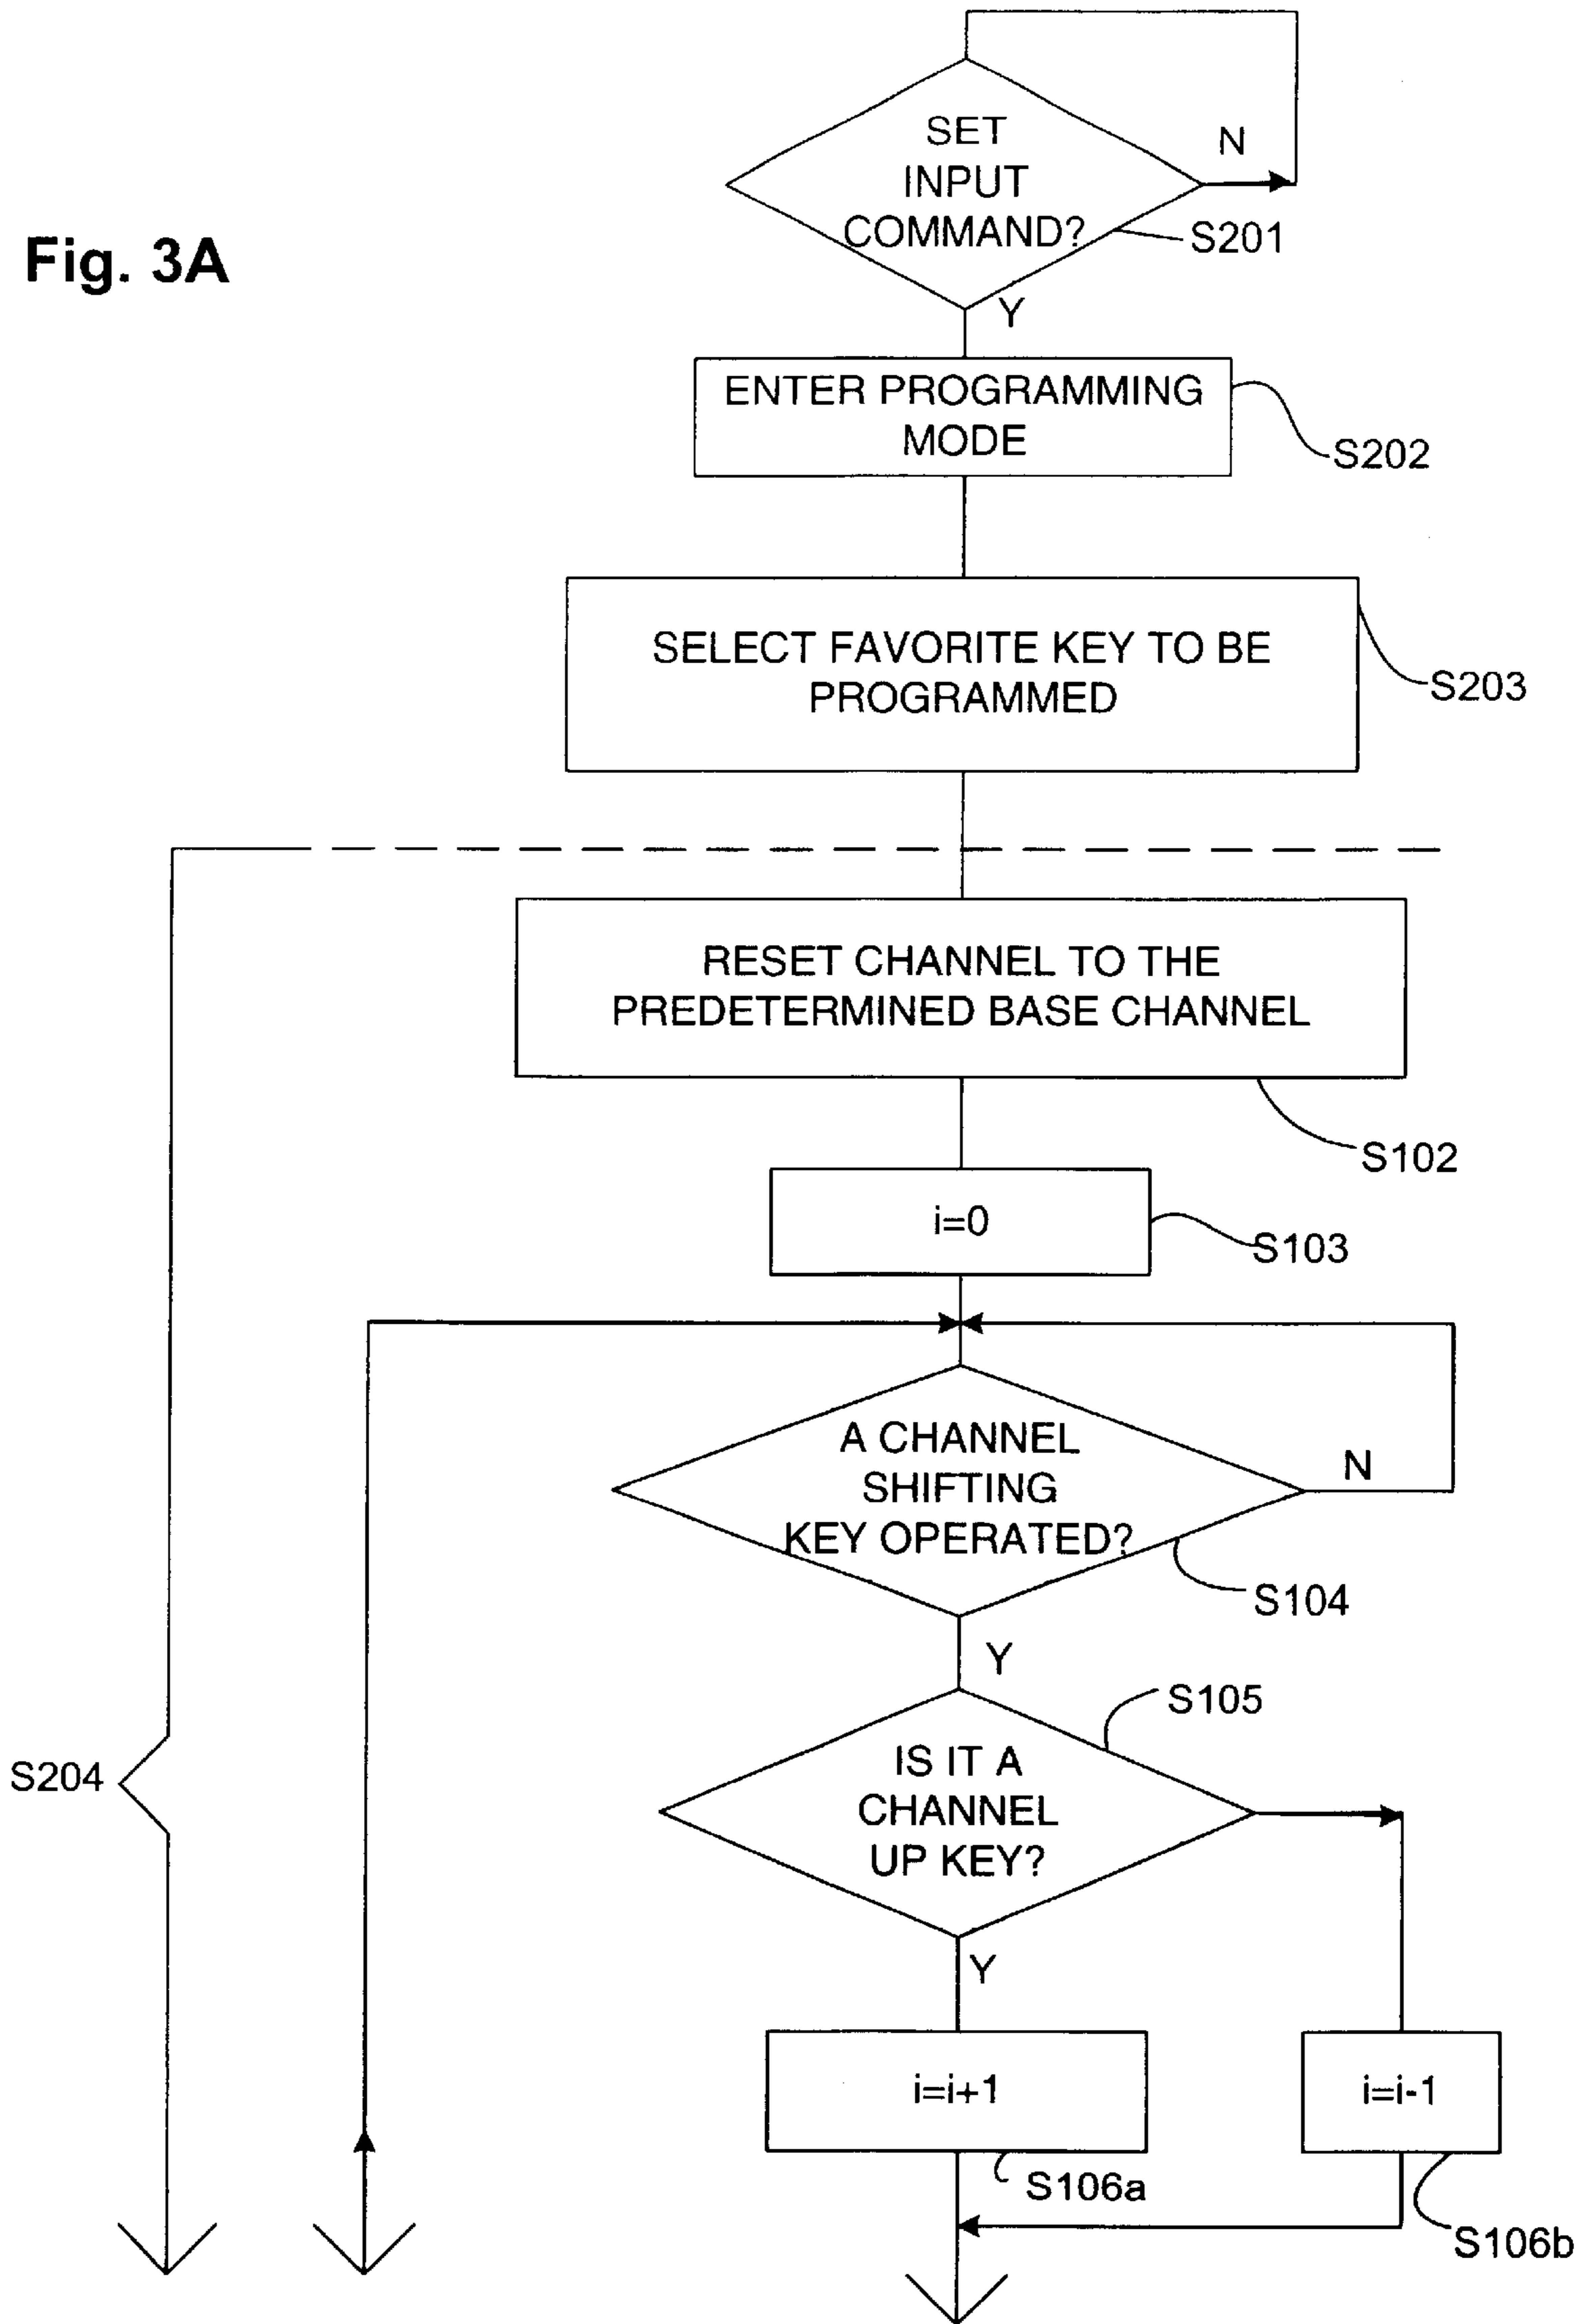 SET
INPUT
COMMAND?
N
S201
Fig. 3A
Y
ENTER PROGRAMMING
MODE
S202
SELECT FAVORITE KEY TO BE
PROGRAMMED
S203
RESET CHANNEL TO THE
PREDETERMINED BASE CHANNEL
S102
i=0
S103
A CHANNEL
SHIFTING
KEY OPERATED?
N
S104
Y
S105
IS IT A
CHANNEL
UP KEY?
S204
Y
i=i+1
i=i-1
S106a
S106b